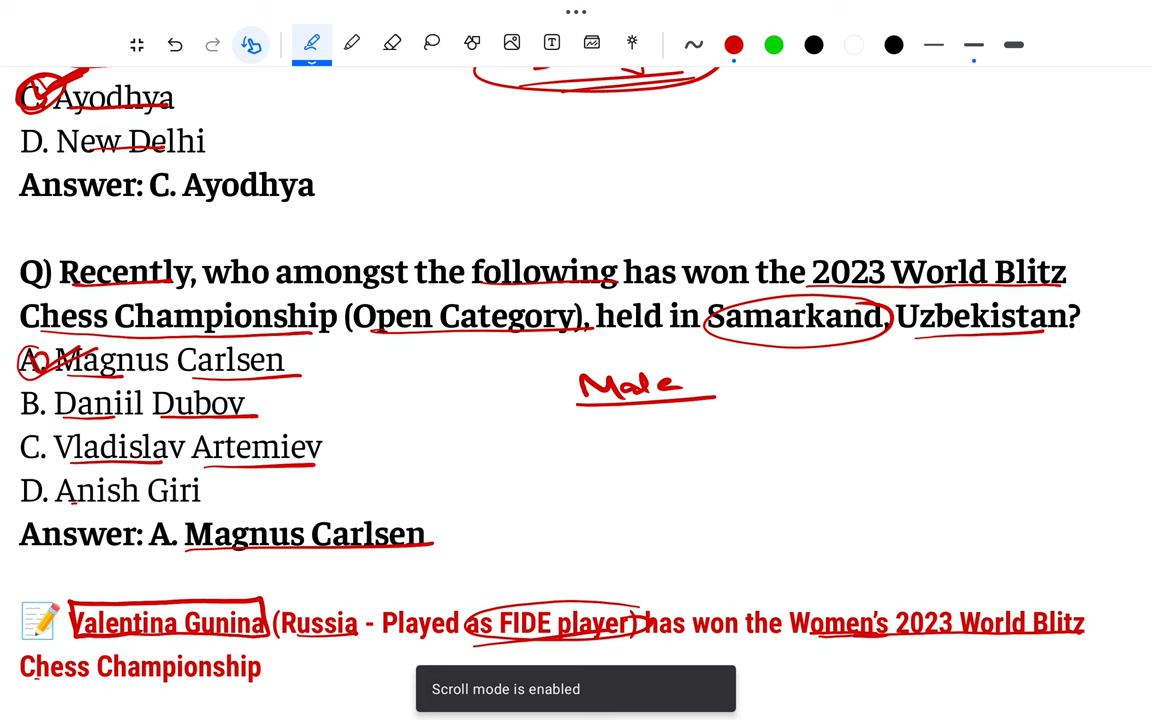 C. Ayodhya
D. New Delhi
Answer: C. Ayodhya
Q) Recently, who amongst the following has won the 2023 World Blitz
Chess Championship (Open Category), held in Samarkand, Uzbekistan?
A. Magnus Carlsen
Male
B. Daniil Dubov
C. Vladislav Artemiev
D. Anish Giri
Answer: A. Magnus Carlsen
Valentina Gunina (Russia - Played as FIDE player) has won the Women's 2023 World Blitz
Chess Championship
Scroll mode is enabled